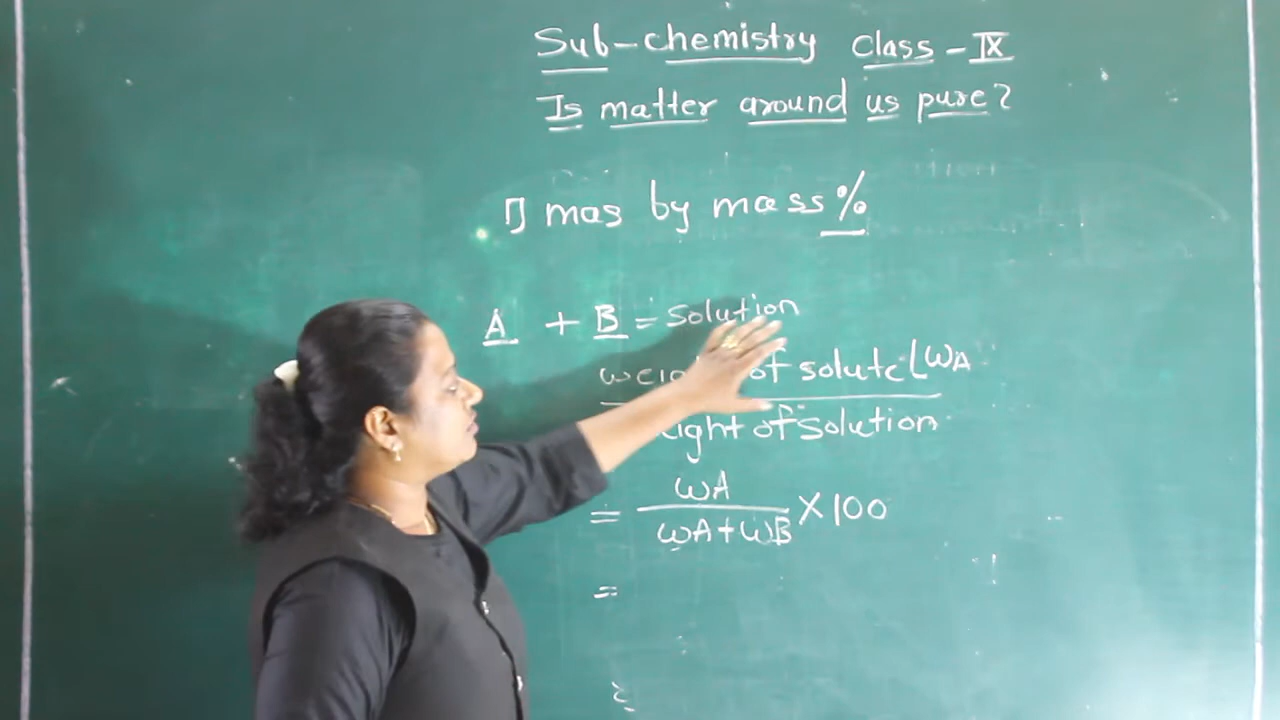 Sub-chemistry Class-IX
Is matter around us pure?
1) mas by mass %
A + B = Solution
of solute (WA
of solution
= WA
WA+WB × 100
=